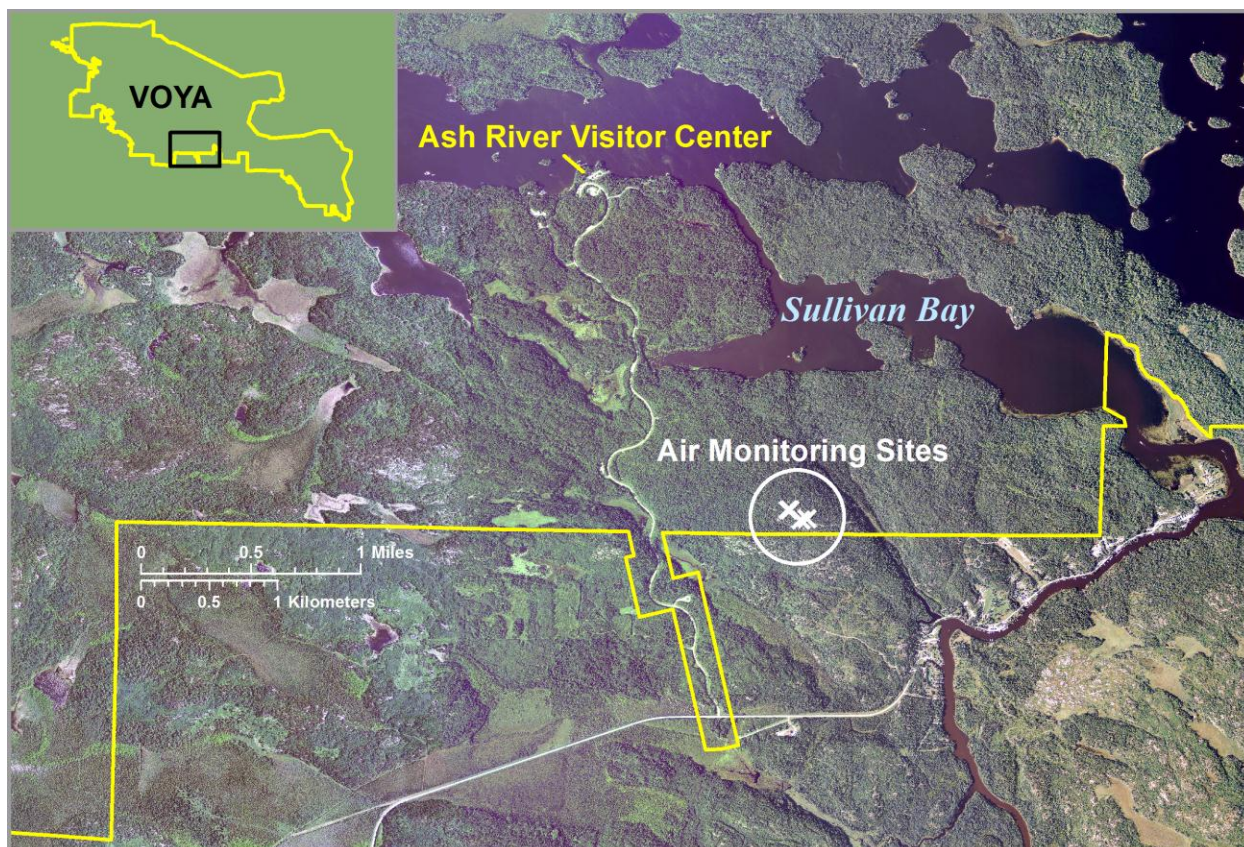 VOYA
Ash River Visitor Center
Sullivan Bay
Air Monitoring Sites
0 0.5 1 Miles
0 0.5 1 Kilometers